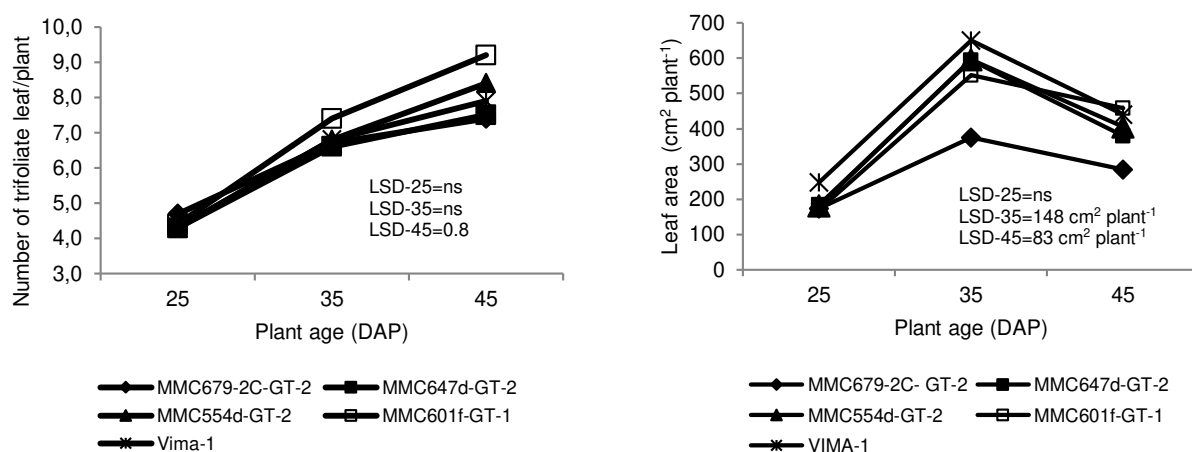 Number of trifoliate leaf/plant
10,0
9,0
8,0
7,0
6,0
5,0
4,0
3,0
LSD-25=ns
LSD-35=ns
LSD-45=0.8
25 35 45
Plant age (DAP)
MMC679-2C-GT-2 MMC647d-GT-2
MMC554d-GT-2 MMC601f-GT-1
Vima-1
Leaf area (cm² plant⁻¹)
700
600
500
400
300
200
100
0
LSD-25=ns
LSD-35=148 cm² plant⁻¹
LSD-45=83 cm² plant⁻¹
25 35 45
Plant age (DAP)
MMC679-2C- GT-2 MMC647d-GT-2
MMC554d-GT-2 MMC601f-GT-1
VIMA-1